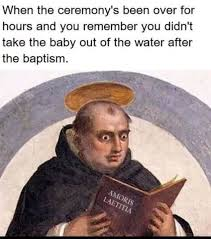 When the ceremony's been over for
hours and you remember you didn't
take the baby out of the water after
the baptism.
AMORIS
LAETITIA